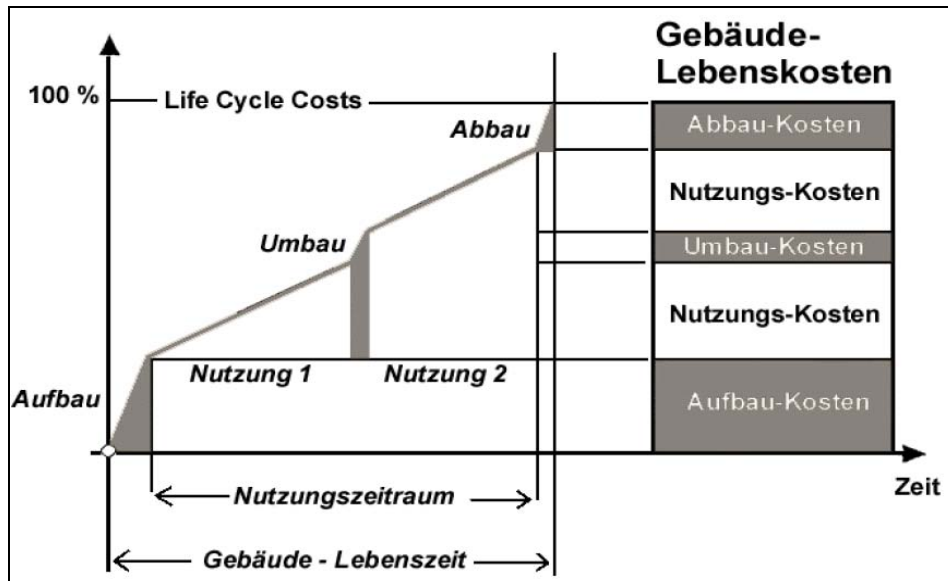 Gebäude-
Lebenskosten
100 %
Life Cycle Costs
Abbau
Abbau-Kosten
Nutzungs-Kosten
Umbau
Umbau-Kosten
Nutzungs-Kosten
Nutzung 1
Nutzung 2
Aufbau
Aufbau-Kosten
Zeit
Nutzungszeitraum
Gebäude - Lebenszeit